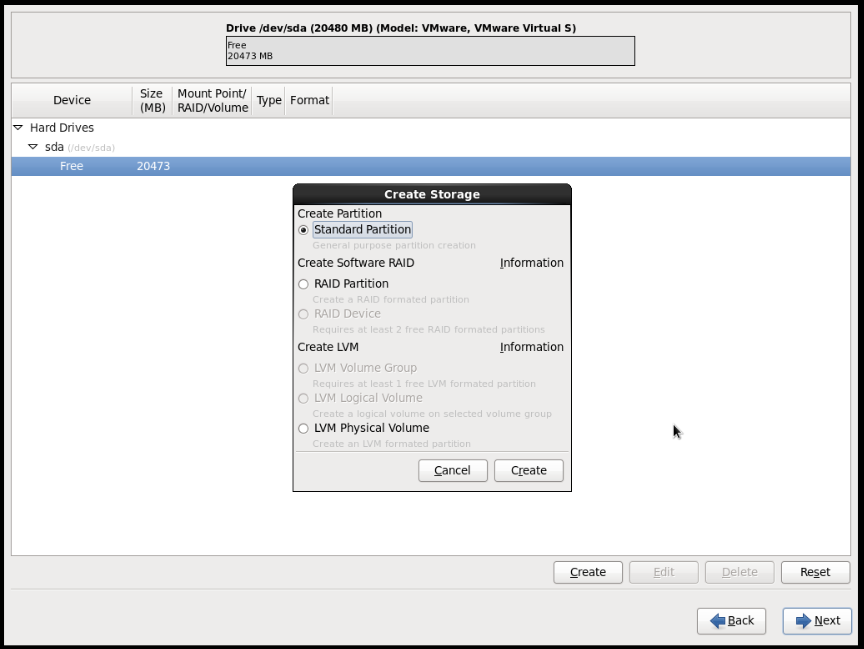 Drive /dev/sda (20480 MB) (Model: VMware, VMware Virtual S)
Free
20473 MB
Device Size (MB) Mount Point/ RAID/Volume Type Format
Hard Drives
sda (/dev/sda)
Free 20473
Create Storage
Create Partition
Standard Partition
General purpose partition creation
Create Software RAID Information
RAID Partition
Create a RAID formated partition
RAID Device
Requires at least 2 free RAID formated partitions
Create LVM Information
LVM Volume Group
Requires at least 1 free LVM formated partition
LVM Logical Volume
Create a logical volume on selected volume group
LVM Physical Volume
Create an LVM formated partition
Cancel Create
Create Edit Delete Reset
Back Next